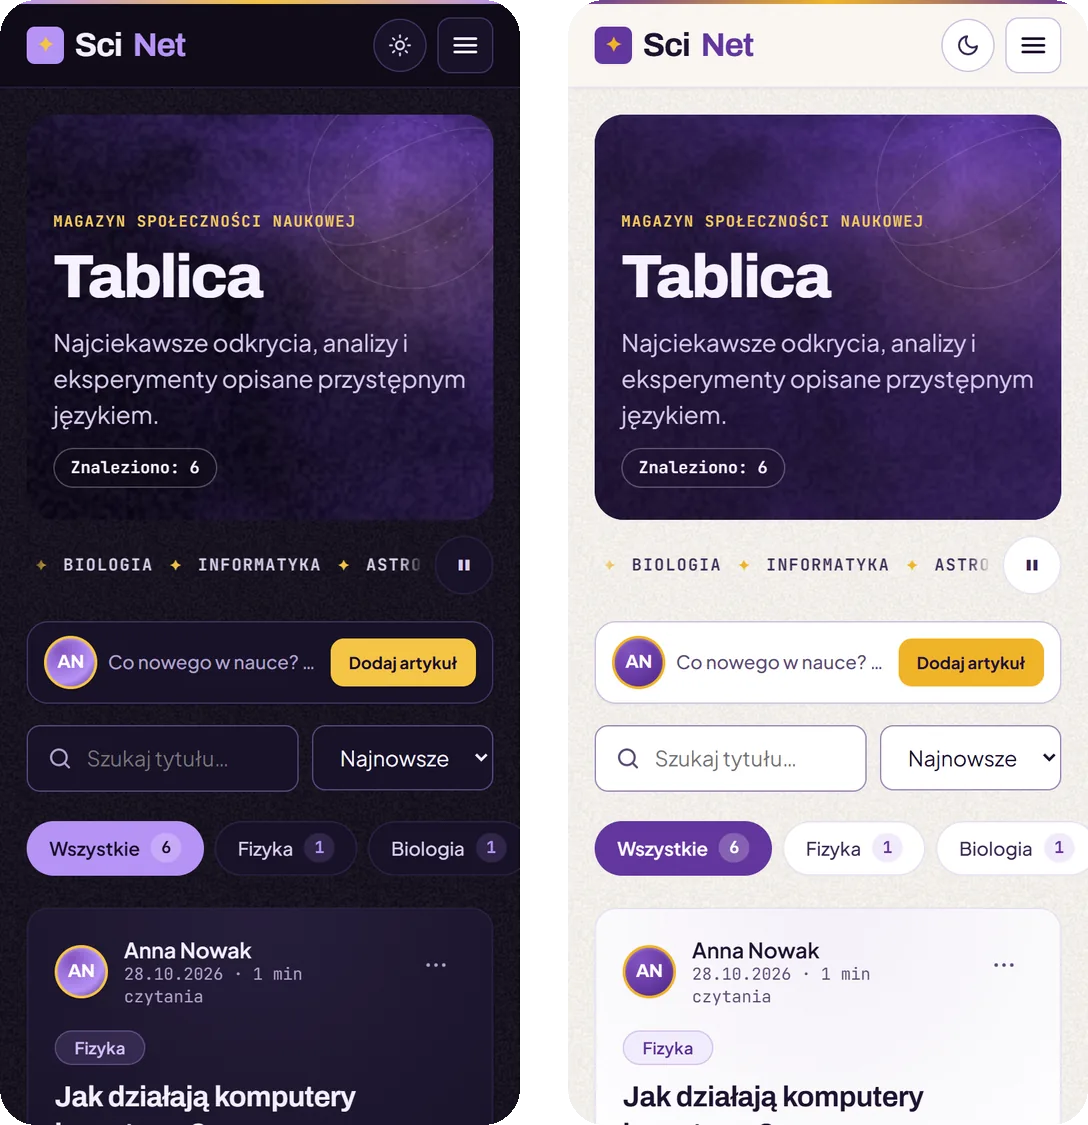 Sci Net
MAGAZYN SPOŁECZNOŚCI NAUKOWEJ
Tablica
Najciekawsze odkrycia, analizy i
eksperymenty opisane przystępnym
językiem.
Znaleziono: 6
BIOLOGIA ✦ INFORMATYKA ✦ ASTRO
AN Co nowego w nauce? ... Dodaj artykuł
Szukaj tytułu... Najnowsze
Wszystkie 6 Fizyka 1 Biologia 1
AN Anna Nowak
28.10.2026 · 1 min
czytania
Fizyka
Jak działają komputery
Sci Net
MAGAZYN SPOŁECZNOŚCI NAUKOWEJ
Tablica
Najciekawsze odkrycia, analizy i
eksperymenty opisane przystępnym
językiem.
Znaleziono: 6
BIOLOGIA ✦ INFORMATYKA ✦ ASTRO
AN Co nowego w nauce? ... Dodaj artykuł
Szukaj tytułu... Najnowsze
Wszystkie 6 Fizyka 1 Biologia 1
AN Anna Nowak
28.10.2026 · 1 min
czytania
Fizyka
Jak działają komputery